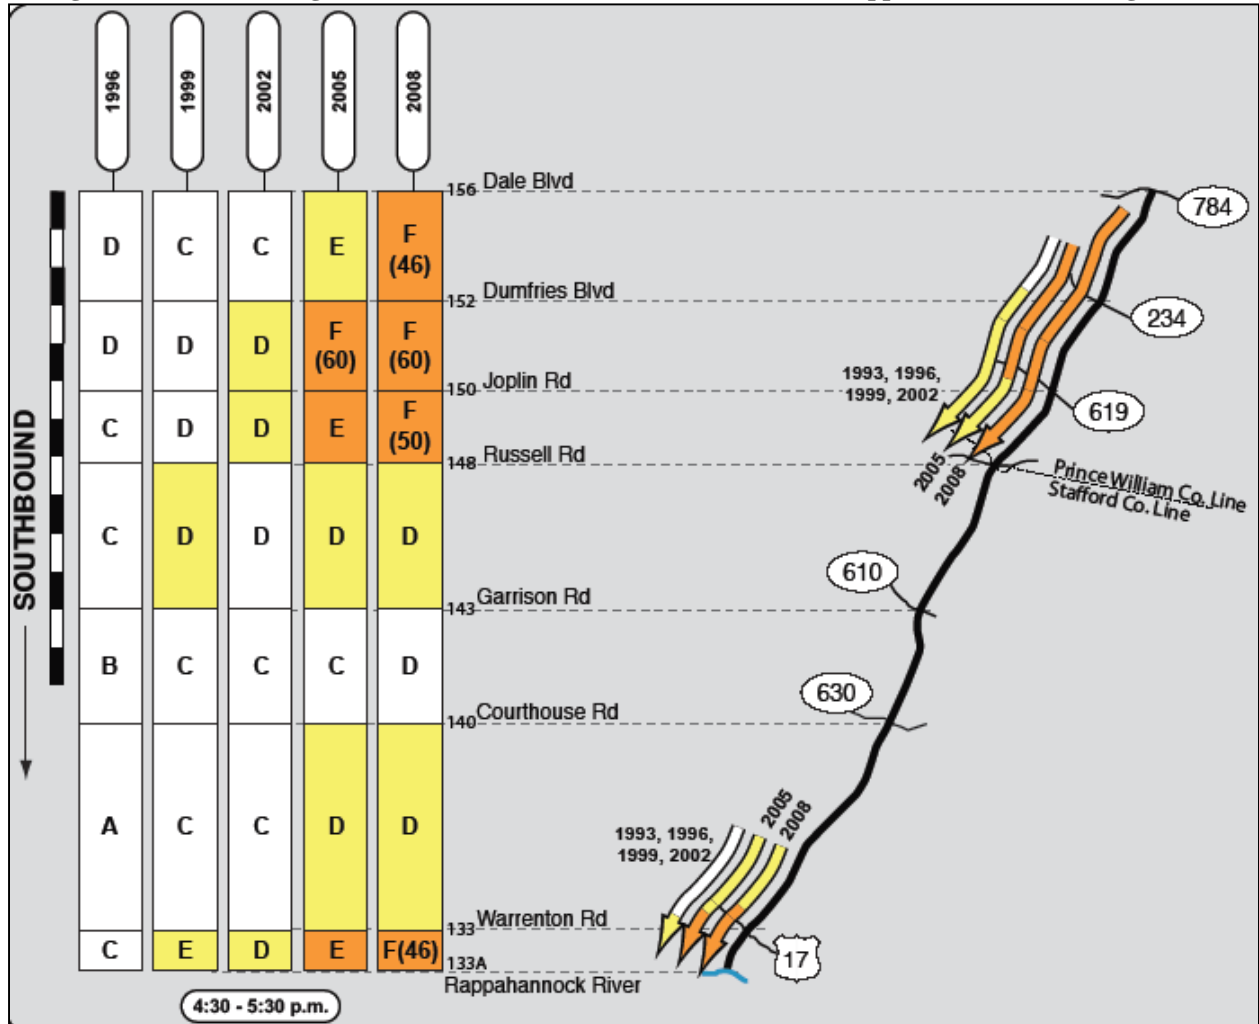 1996
1999
2002
2005
2008
156 Dale Blvd
784
D C C E F (46)
152 Dumfries Blvd
234
D D D F (60) F (60)
1993, 1996,
1999, 2002
150 Joplin Rd
619
C D D E F (50)
148 Russell Rd
2005
2008
Prince William Co. Line
Stafford Co. Line
SOUTHBOUND
C D D D D
610
143 Garrison Rd
B C C C D
630
140 Courthouse Rd
A C C D D
1993, 1996,
1999, 2002
2005
2008
133 Warrenton Rd
17
C E D E F(46)
133A
Rappahannock River
4:30 - 5:30 p.m.